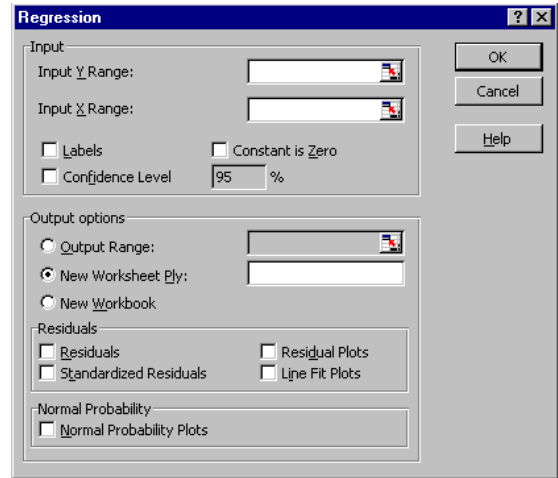 Regression
Input
Input Y Range:
Input X Range:
Labels
Constant is Zero
Confidence Level
95 %
Output options
Output Range:
New Worksheet Ply:
New Workbook
Residuals
Residuals
Residual Plots
Standardized Residuals
Line Fit Plots
Normal Probability
Normal Probability Plots
OK
Cancel
Help